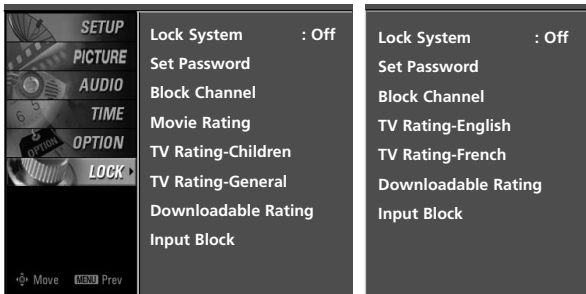 SETUP
PICTURE
AUDIO
TIME
OPTION
LOCK
Move MENU Prev
Lock System : Off
Set Password
Block Channel
Movie Rating
TV Rating-Children
TV Rating-General
Downloadable Rating
Input Block
Lock System : Off
Set Password
Block Channel
TV Rating-English
TV Rating-French
Downloadable Rating
Input Block